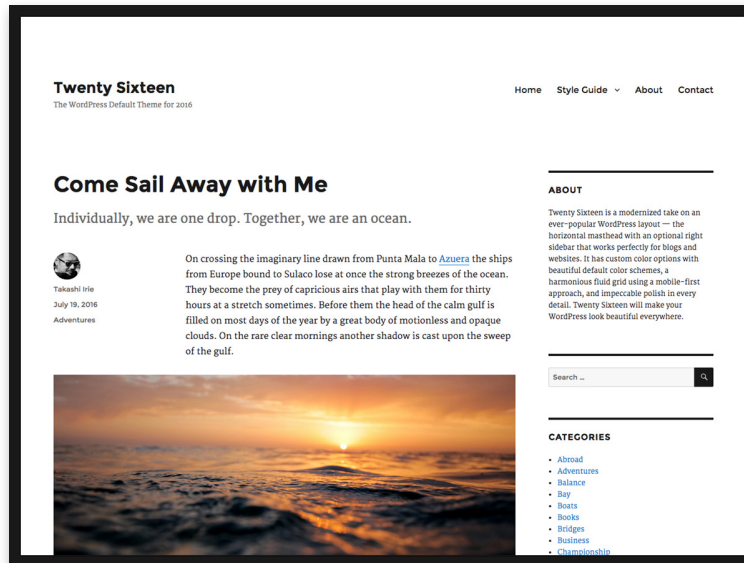 Twenty Sixteen
The WordPress Default Theme for 2016
Home Style Guide About Contact
Come Sail Away with Me
Individually, we are one drop. Together, we are an ocean.
Takashi Irie
July 19, 2016
Adventures
On crossing the imaginary line drawn from Punta Mala to Azuera the ships
from Europe bound to Sulaco lose at once the strong breezes of the ocean.
They become the prey of capricious airs that play with them for thirty
hours at a stretch sometimes. Before them the head of the calm gulf is
filled on most days of the year by a great body of motionless and opaque
clouds. On the rare clear mornings another shadow is cast upon the sweep
of the gulf.
ABOUT
Twenty Sixteen is a modernized take on an
ever-popular WordPress layout — the
horizontal masthead with an optional right
sidebar that works perfectly for blogs and
websites. It has custom color options with
beautiful default color schemes, a
harmonious fluid grid using a mobile-first
approach, and impeccable polish in every
detail. Twenty Sixteen will make your
WordPress look beautiful everywhere.
Search …
CATEGORIES
Abroad
Adventures
Balance
Bay
Boats
Books
Bridges
Business
Championship